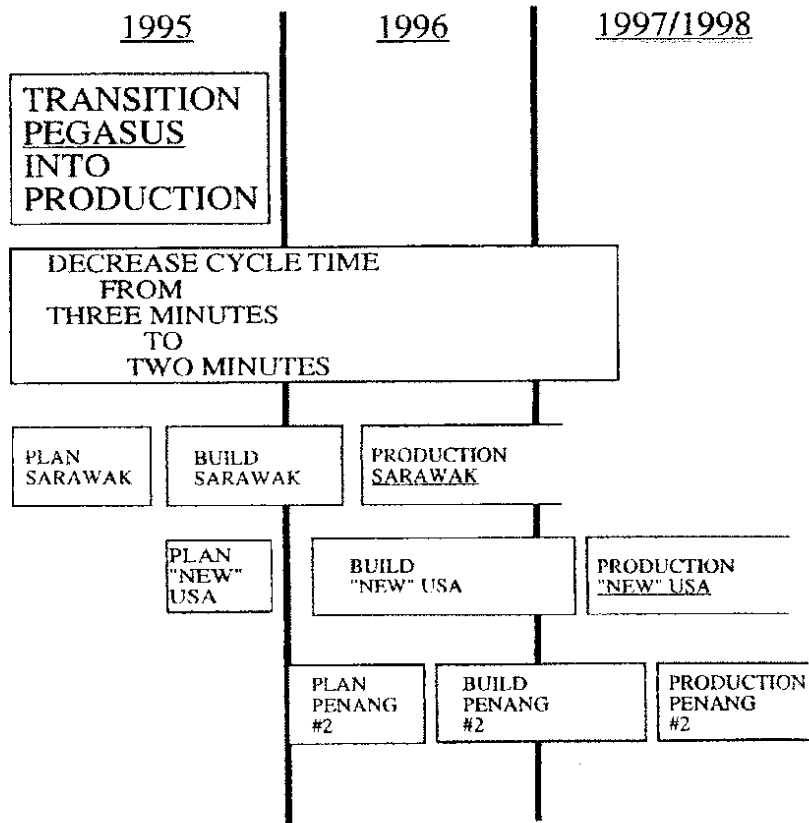 1995
1996
1997/1998
TRANSITION
PEGASUS
INTO
PRODUCTION
DECREASE CYCLE TIME
FROM
THREE MINUTES
TO
TWO MINUTES
PLAN
SARAWAK
BUILD
SARAWAK
PRODUCTION
SARAWAK
PLAN
"NEW"
USA
BUILD
"NEW" USA
PRODUCTION
"NEW" USA
PLAN
PENANG
#2
BUILD
PENANG
#2
PRODUCTION
PENANG
#2